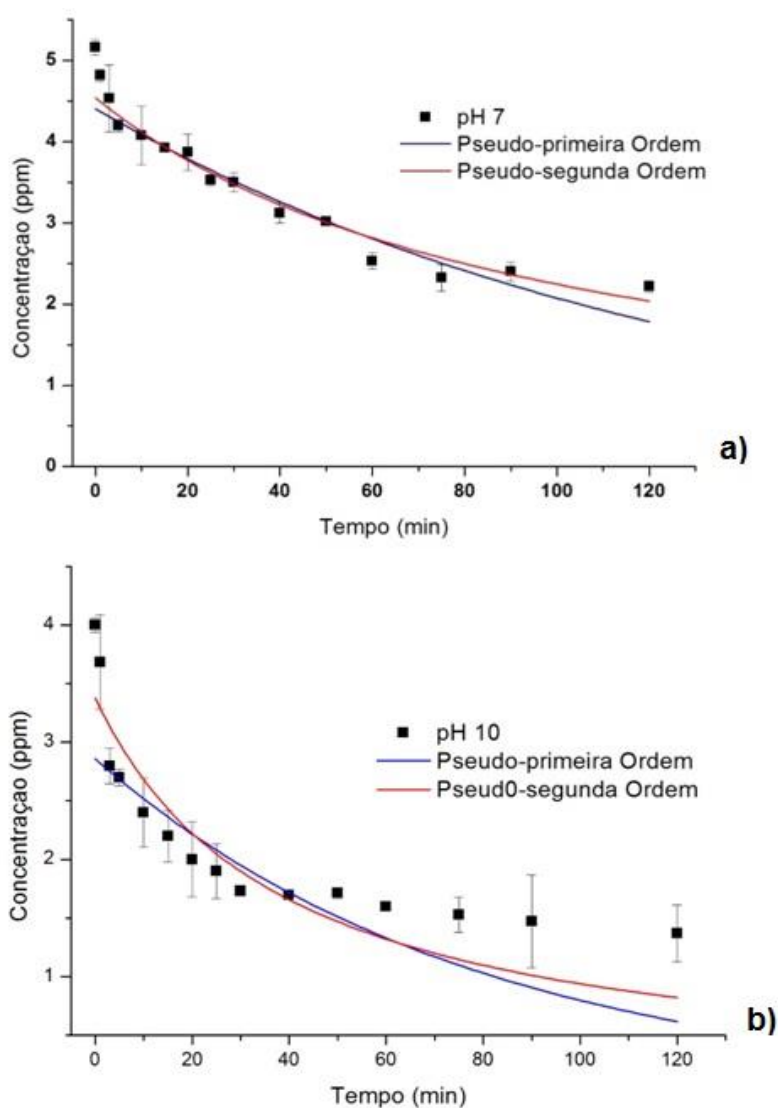 5
4
3
2
1
0
Concentraçao (ppm)
pH 7
Pseudo-primeira Ordem
Pseudo-segunda Ordem
0 20 40 60 80 100 120
Tempo (min)
a)
4
3
2
1
Concentraçao (ppm)
pH 10
Pseudo-primeira Ordem
Pseud0-segunda Ordem
0 20 40 60 80 100 120
Tempo (min)
b)